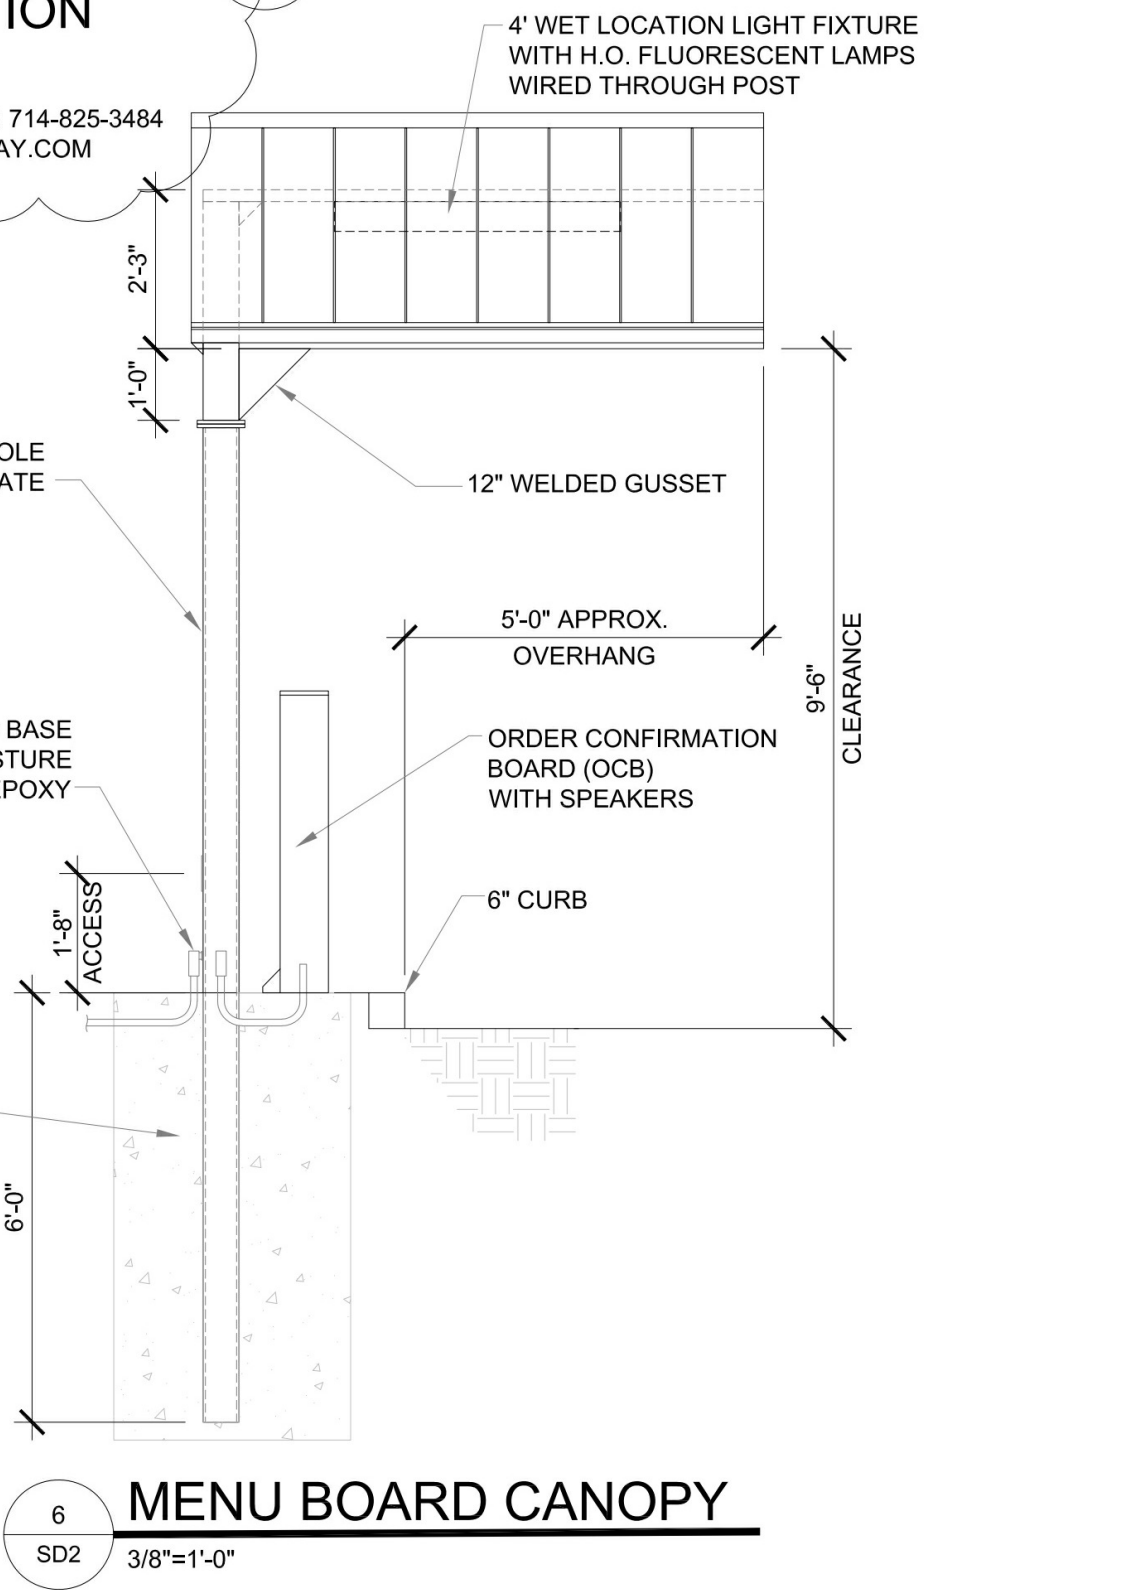 ION
714-825-3484
AY.COM
4' WET LOCATION LIGHT FIXTURE
WITH H.O. FLUORESCENT LAMPS
WIRED THROUGH POST
2'-3"
1'-0"
OLE
ATE
12" WELDED GUSSET
5'-0" APPROX.
OVERHANG
9'-6"
CLEARANCE
BASE
STURE
EPOXY
ORDER CONFIRMATION
BOARD (OCB)
WITH SPEAKERS
1'-8"
ACCESS
6" CURB
6'-0"
6
SD2
MENU BOARD CANOPY
3/8"=1'-0"